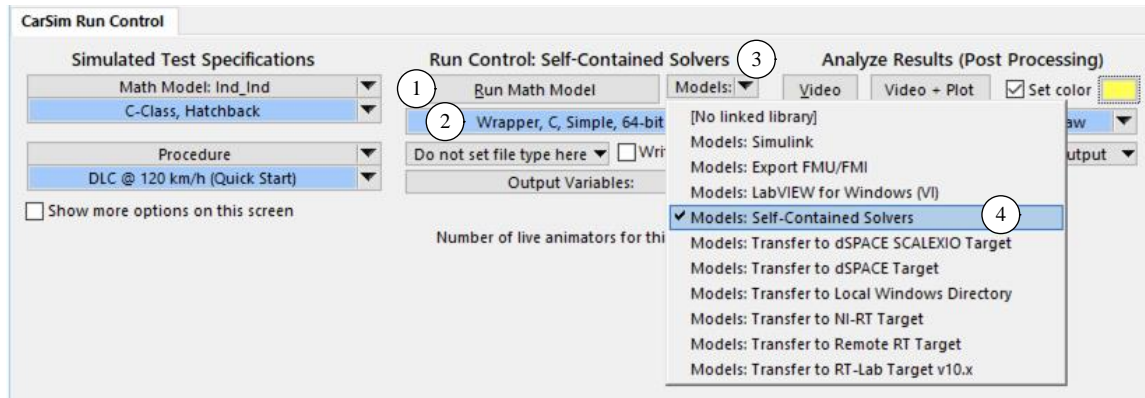 CarSim Run Control
Simulated Test Specifications
Math Model: Ind_Ind
C-Class, Hatchback
Procedure
DLC @ 120 km/h (Quick Start)
Show more options on this screen
Run Control: Self-Contained Solvers
3
1
Run Math Model
Models:
2
Wrapper, C, Simple, 64-bit
Do not set file type here
Output Variables:
Number of live animators for
Analyze Results (Post Processing)
Video
Video + Plot
Set color
[No linked library]
Models: Simulink
Models: Export FMU/FMI
Models: LabVIEW for Windows (VI)
Models: Self-Contained Solvers
4
Models: Transfer to dSPACE SCALEXIO Target
Models: Transfer to dSPACE Target
Models: Transfer to Local Windows Directory
Models: Transfer to NI-RT Target
Models: Transfer to Remote RT Target
Models: Transfer to RT-Lab Target v10.x